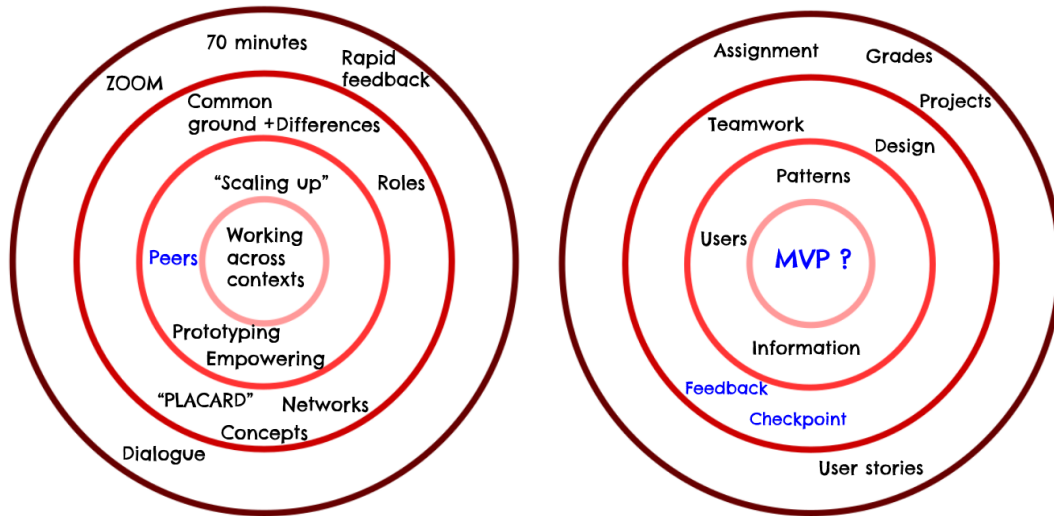 70 minutes
Rapid
feedback
ZOOM
Common
ground +Differences
"Scaling up"
Roles
Peers
Working
across
contexts
Prototyping
Empowering
"PLACARD"
Networks
Concepts
Dialogue
Assignment
Grades
Projects
Teamwork
Design
Patterns
Users
MVP ?
Information
Feedback
Checkpoint
User stories